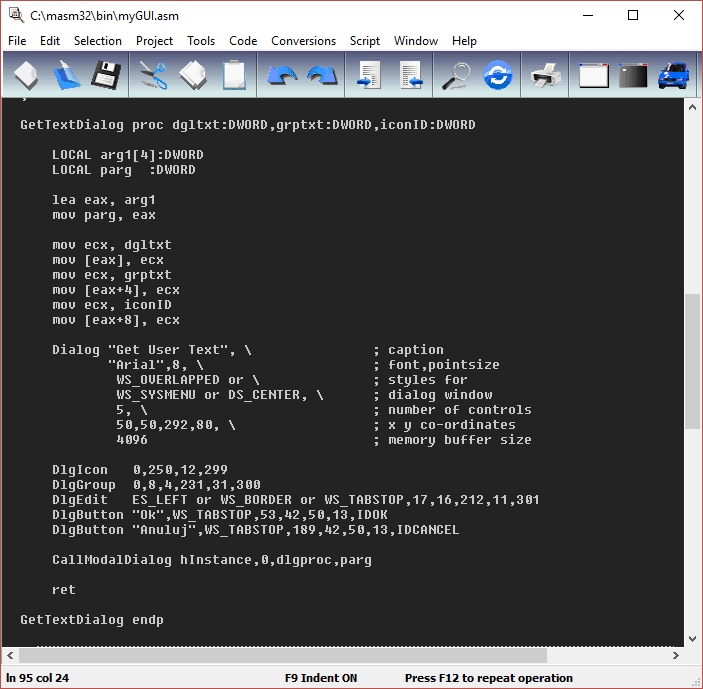 C:\masm32\bin\myGUI.asm
File Edit Selection Project Tools Code Conversions Script Window Help
;
GetTextDialog proc dgltxt:DWORD,grptxt:DWORD,iconID:DWORD
LOCAL arg1[4]:DWORD
LOCAL parg  :DWORD
lea eax, arg1
mov parg, eax
mov ecx, dgltxt
mov [eax], ecx
mov ecx, grptxt
mov [eax+4], ecx
mov ecx, iconID
mov [eax+8], ecx
Dialog "Get User Text", \ ; caption
"Arial",8, \ ; font,pointsize
WS_OVERLAPPED or \ ; styles for
WS_SYSMENU or DS_CENTER, \ ; dialog window
5, \ ; number of controls
50,50,292,80, \ ; x y co-ordinates
4096 ; memory buffer size
DlgIcon   0,250,12,299
DlgGroup  0,8,4,231,31,300
DlgEdit   ES_LEFT or WS_BORDER or WS_TABSTOP,17,16,212,11,301
DlgButton "Ok",WS_TABSTOP,53,42,50,13,IDOK
DlgButton "Anuluj",WS_TABSTOP,189,42,50,13,IDCANCEL
CallModalDialog hInstance,0,dlgproc,parg
ret
GetTextDialog endp
ln 95 col 24 F9 Indent ON Press F12 to repeat operation